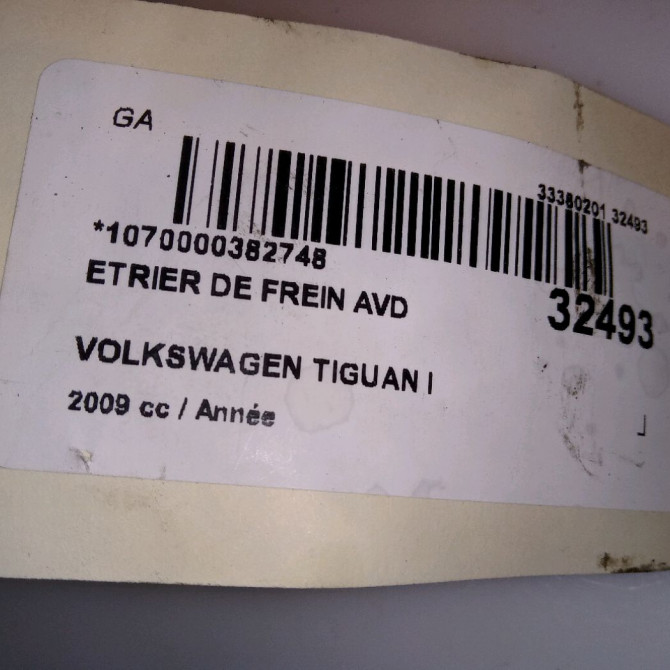 GA
33380201 32493
*1070000382748
ETRIER DE FREIN AVD
32493
VOLKSWAGEN TIGUAN I
2009 cc / Année